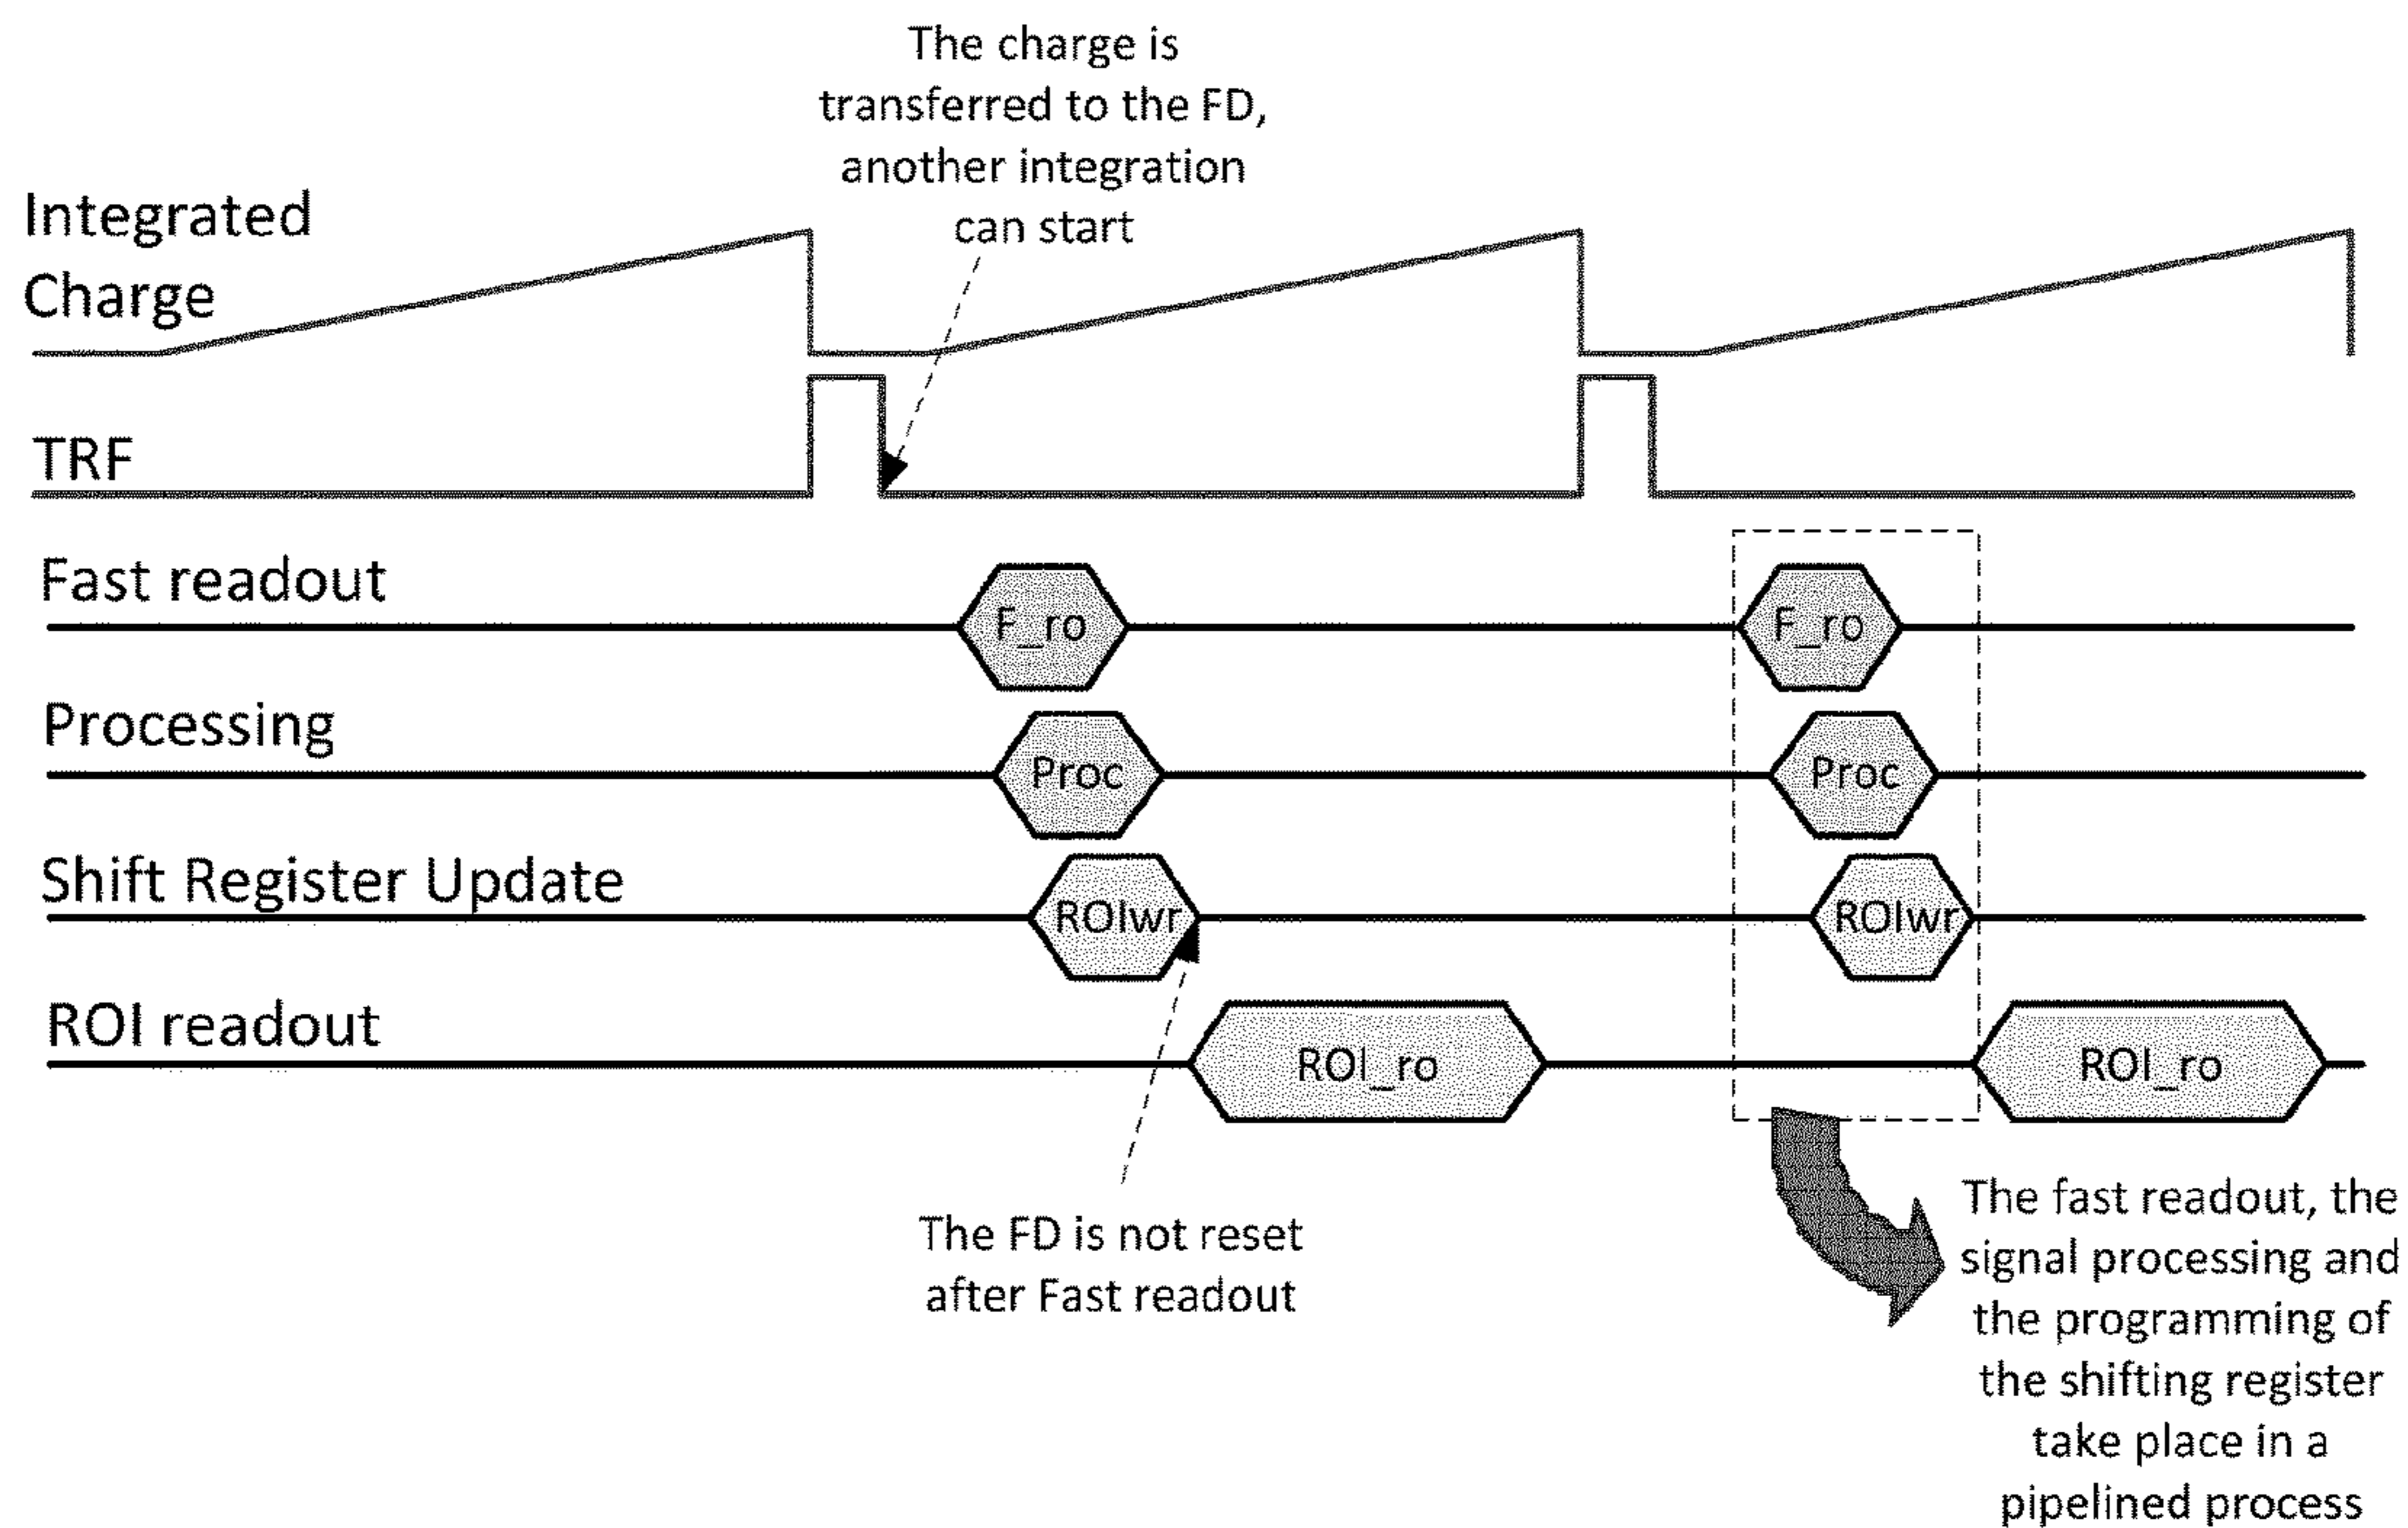 The charge is
transferred to the FD,
another integration
can start
Integrated
Charge
TRF
Fast readout
F_ro
F_ro
Processing
Proc
Proc
Shift Register Update
ROIwr
ROIwr
ROI readout
ROI_ro
ROI_ro
The FD is not reset
after Fast readout
The fast readout, the
signal processing and
the programming of
the shifting register
take place in a
pipelined process